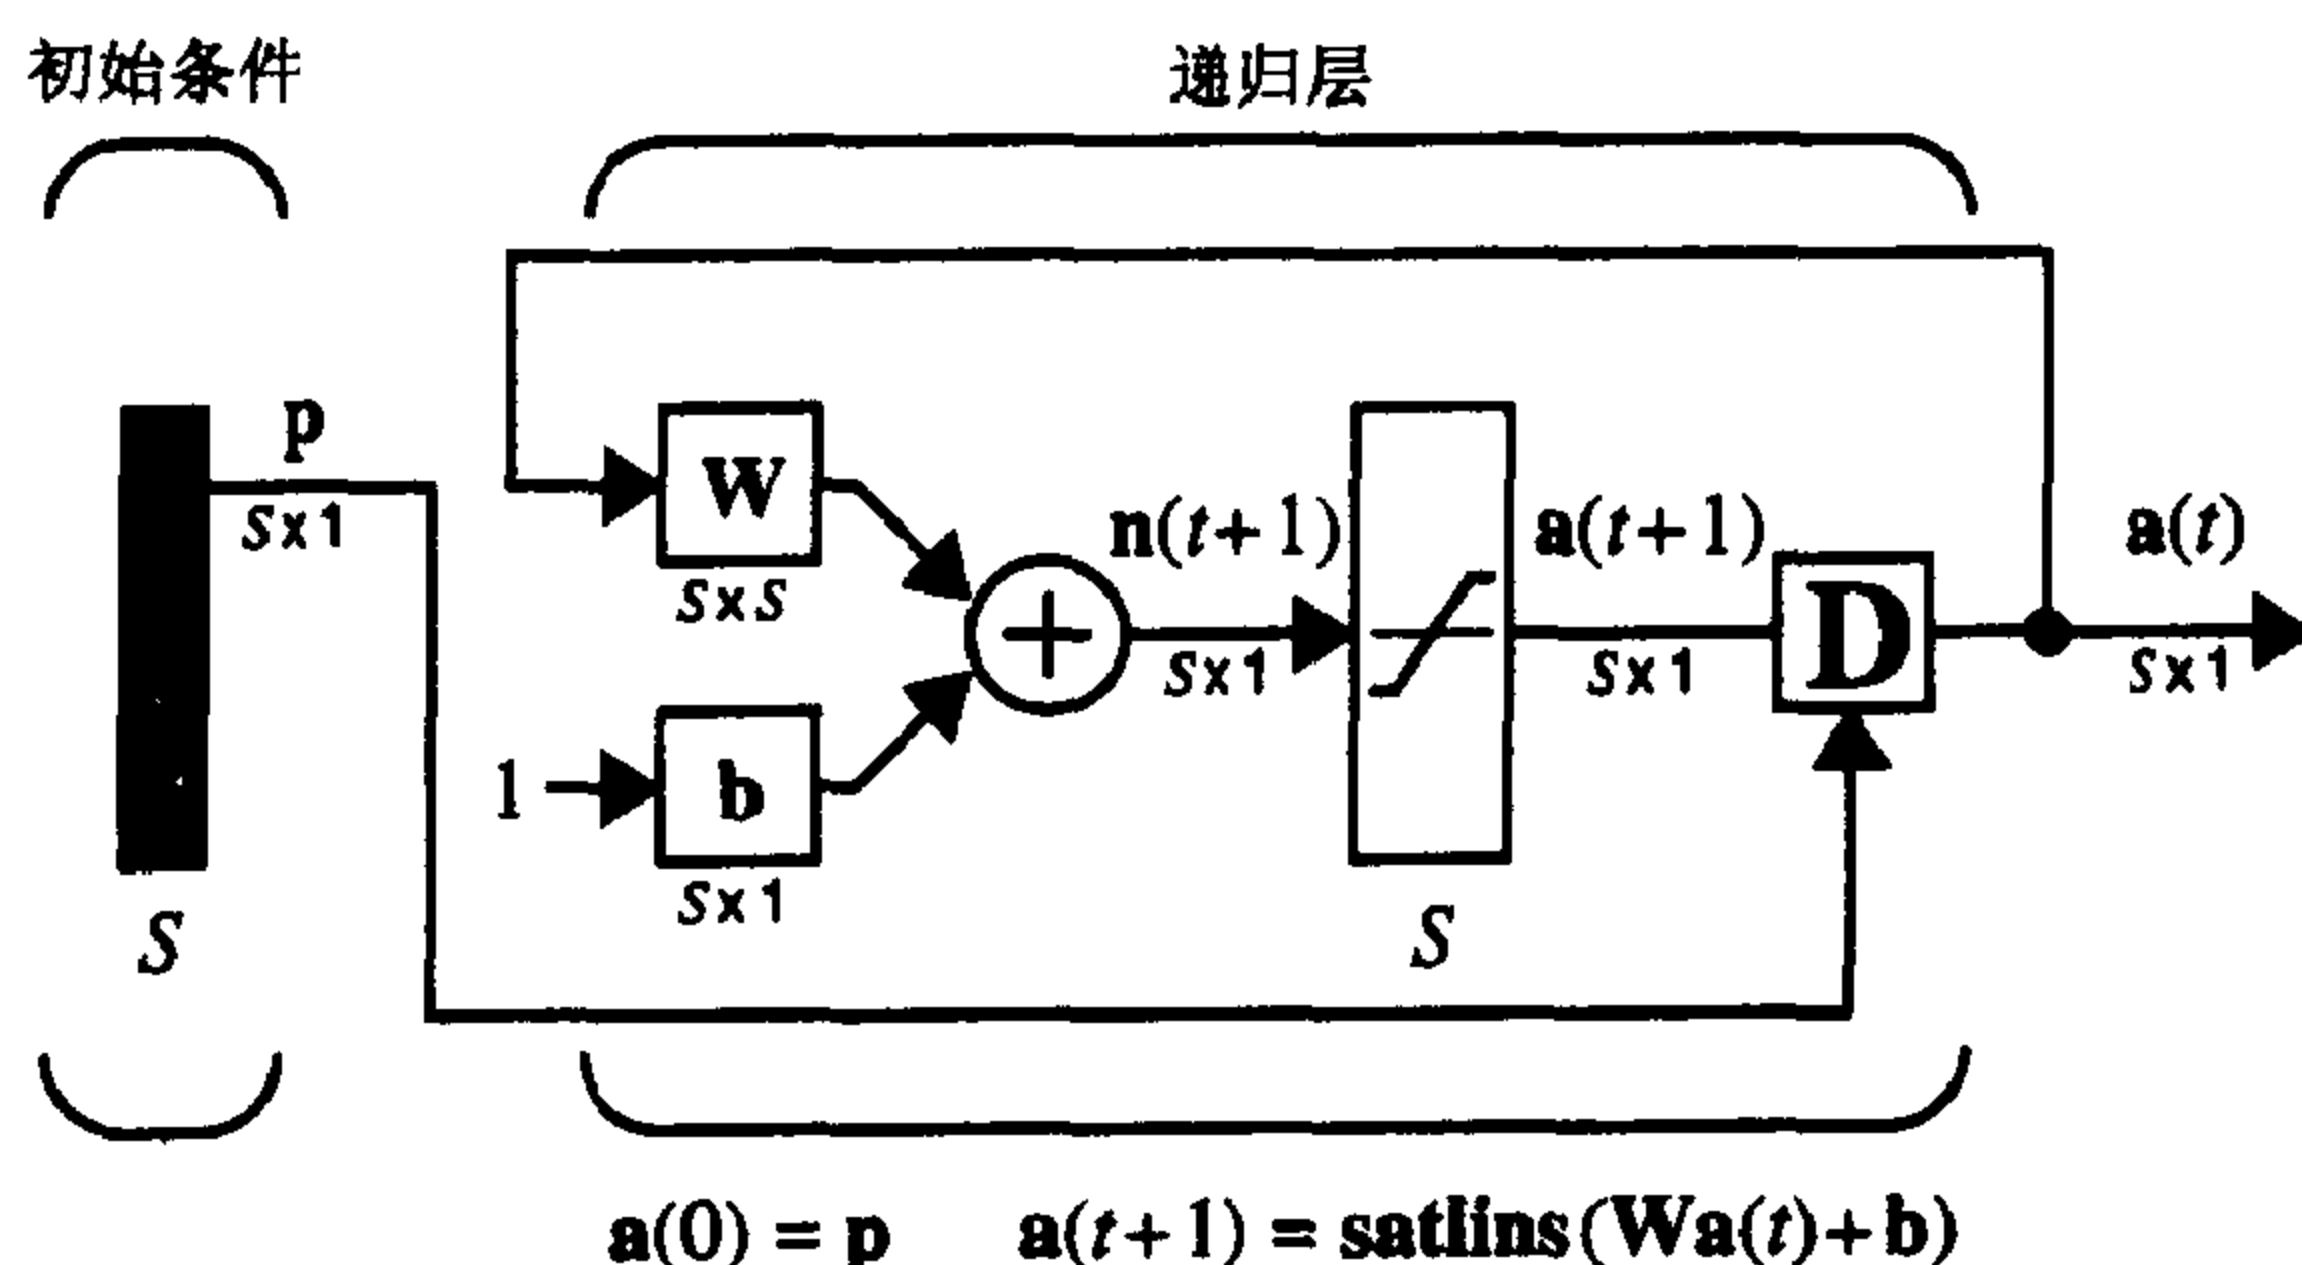 初始条件
递归层
p
S×1
W
S×S
1
b
S×1
n(t+1)
S×1
S
a(t+1)
S×1
D
a(t)
S×1
S
a(0) = p a(t+1) = satlins(Wa(t)+b)